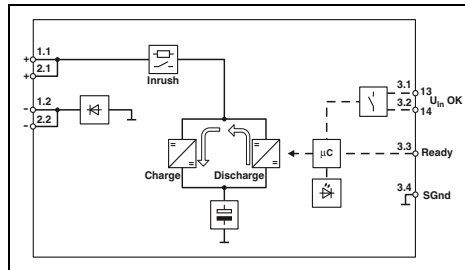 + 1.1
+ 2.1
- 1.2
- 2.2
Inrush
Charge
Discharge
µC
3.1 13
3.2 14
UIn OK
3.3 Ready
3.4 SGnd